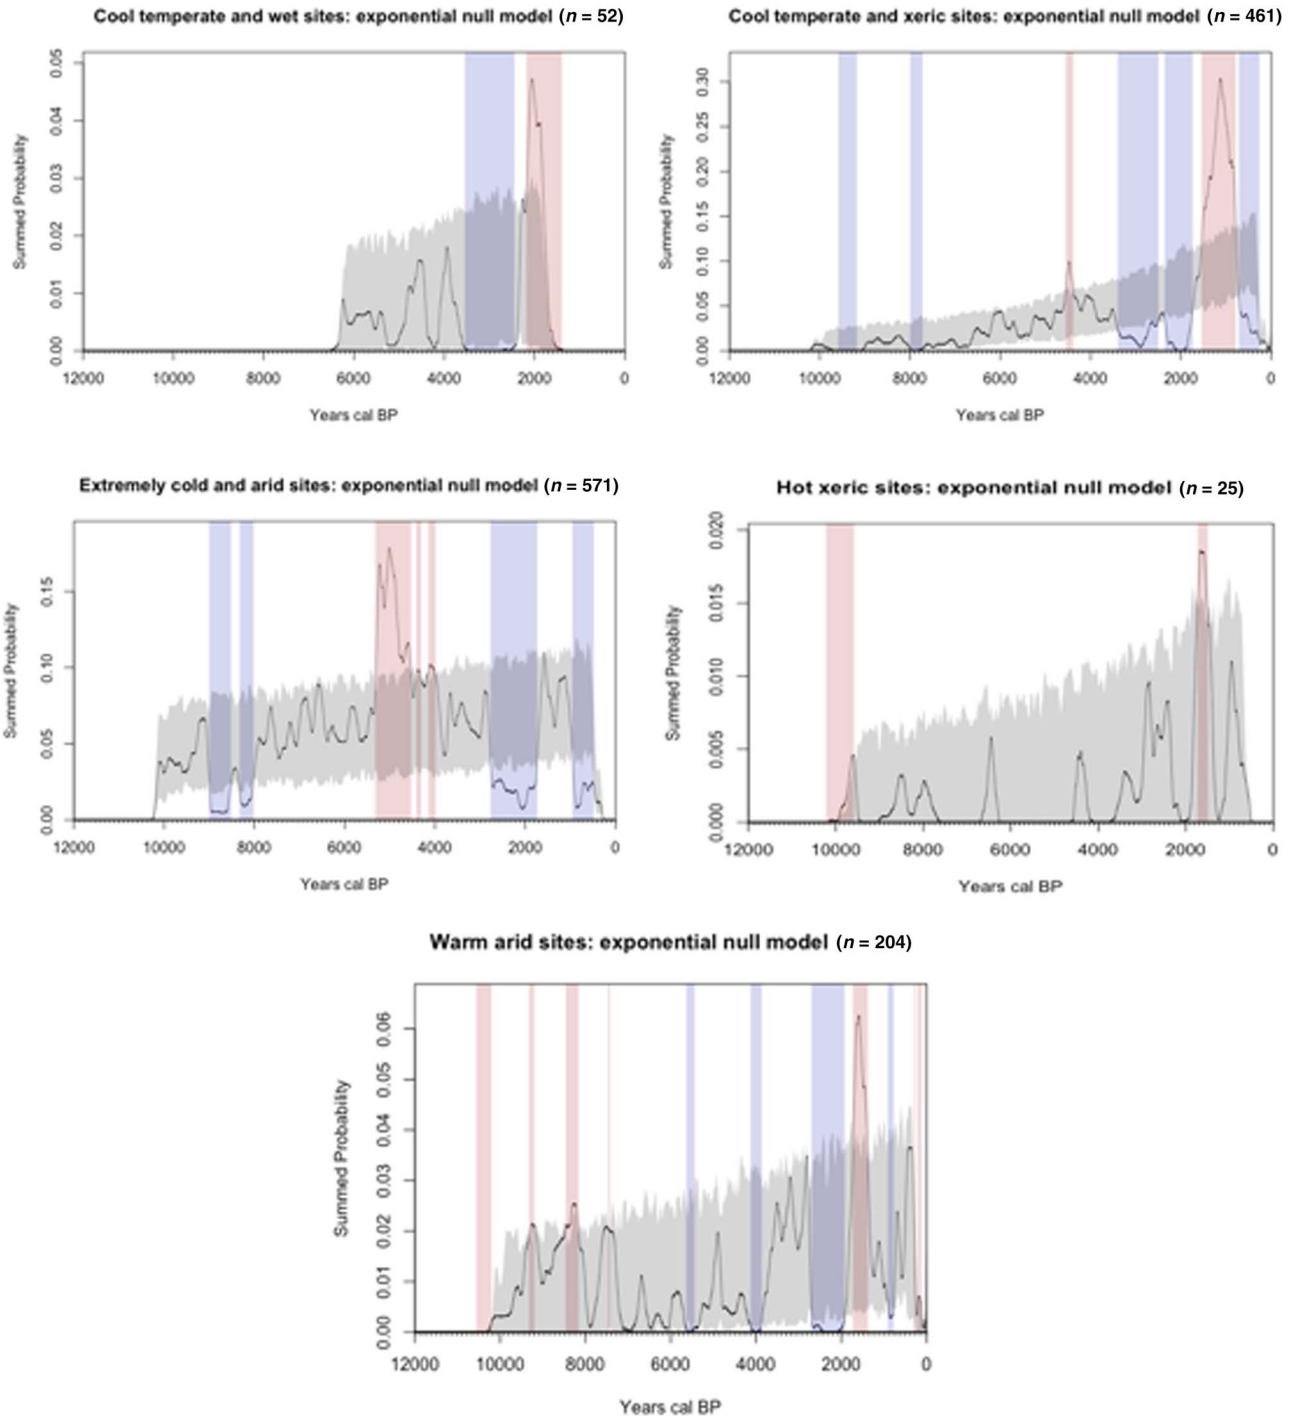 Cool temperate and wet sites: exponential null model (n = 52)
0.05
0.04
0.03
0.02
0.01
0.00
Summed Probability
12000 10000 8000 6000 4000 2000 0
Years cal BP
Cool temperate and xeric sites: exponential null model (n = 461)
0.30
0.25
0.20
0.15
0.10
0.05
0.00
Summed Probability
12000 10000 8000 6000 4000 2000 0
Years cal BP
Extremely cold and arid sites: exponential null model (n = 571)
0.15
0.10
0.05
0.00
Summed Probability
12000 10000 8000 6000 4000 2000 0
Years cal BP
Hot xeric sites: exponential null model (n = 25)
0.020
0.015
0.010
0.005
0.000
Summed Probability
12000 10000 8000 6000 4000 2000 0
Years cal BP
Warm arid sites: exponential null model (n = 204)
0.06
0.05
0.04
0.03
0.02
0.01
0.00
Summed Probability
12000 10000 8000 6000 4000 2000 0
Years cal BP